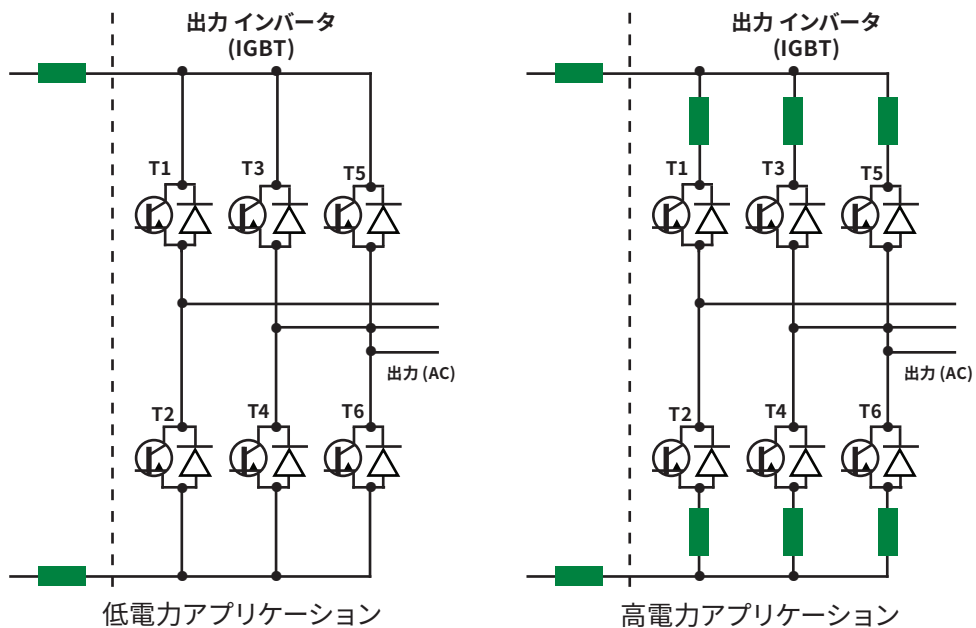 出力 インバータ
(IGBT)
T1
T3
T5
出力 (AC)
T2
T4
T6
低電力アプリケーション
出力 インバータ
(IGBT)
T1
T3
T5
出力 (AC)
T2
T4
T6
高電力アプリケーション